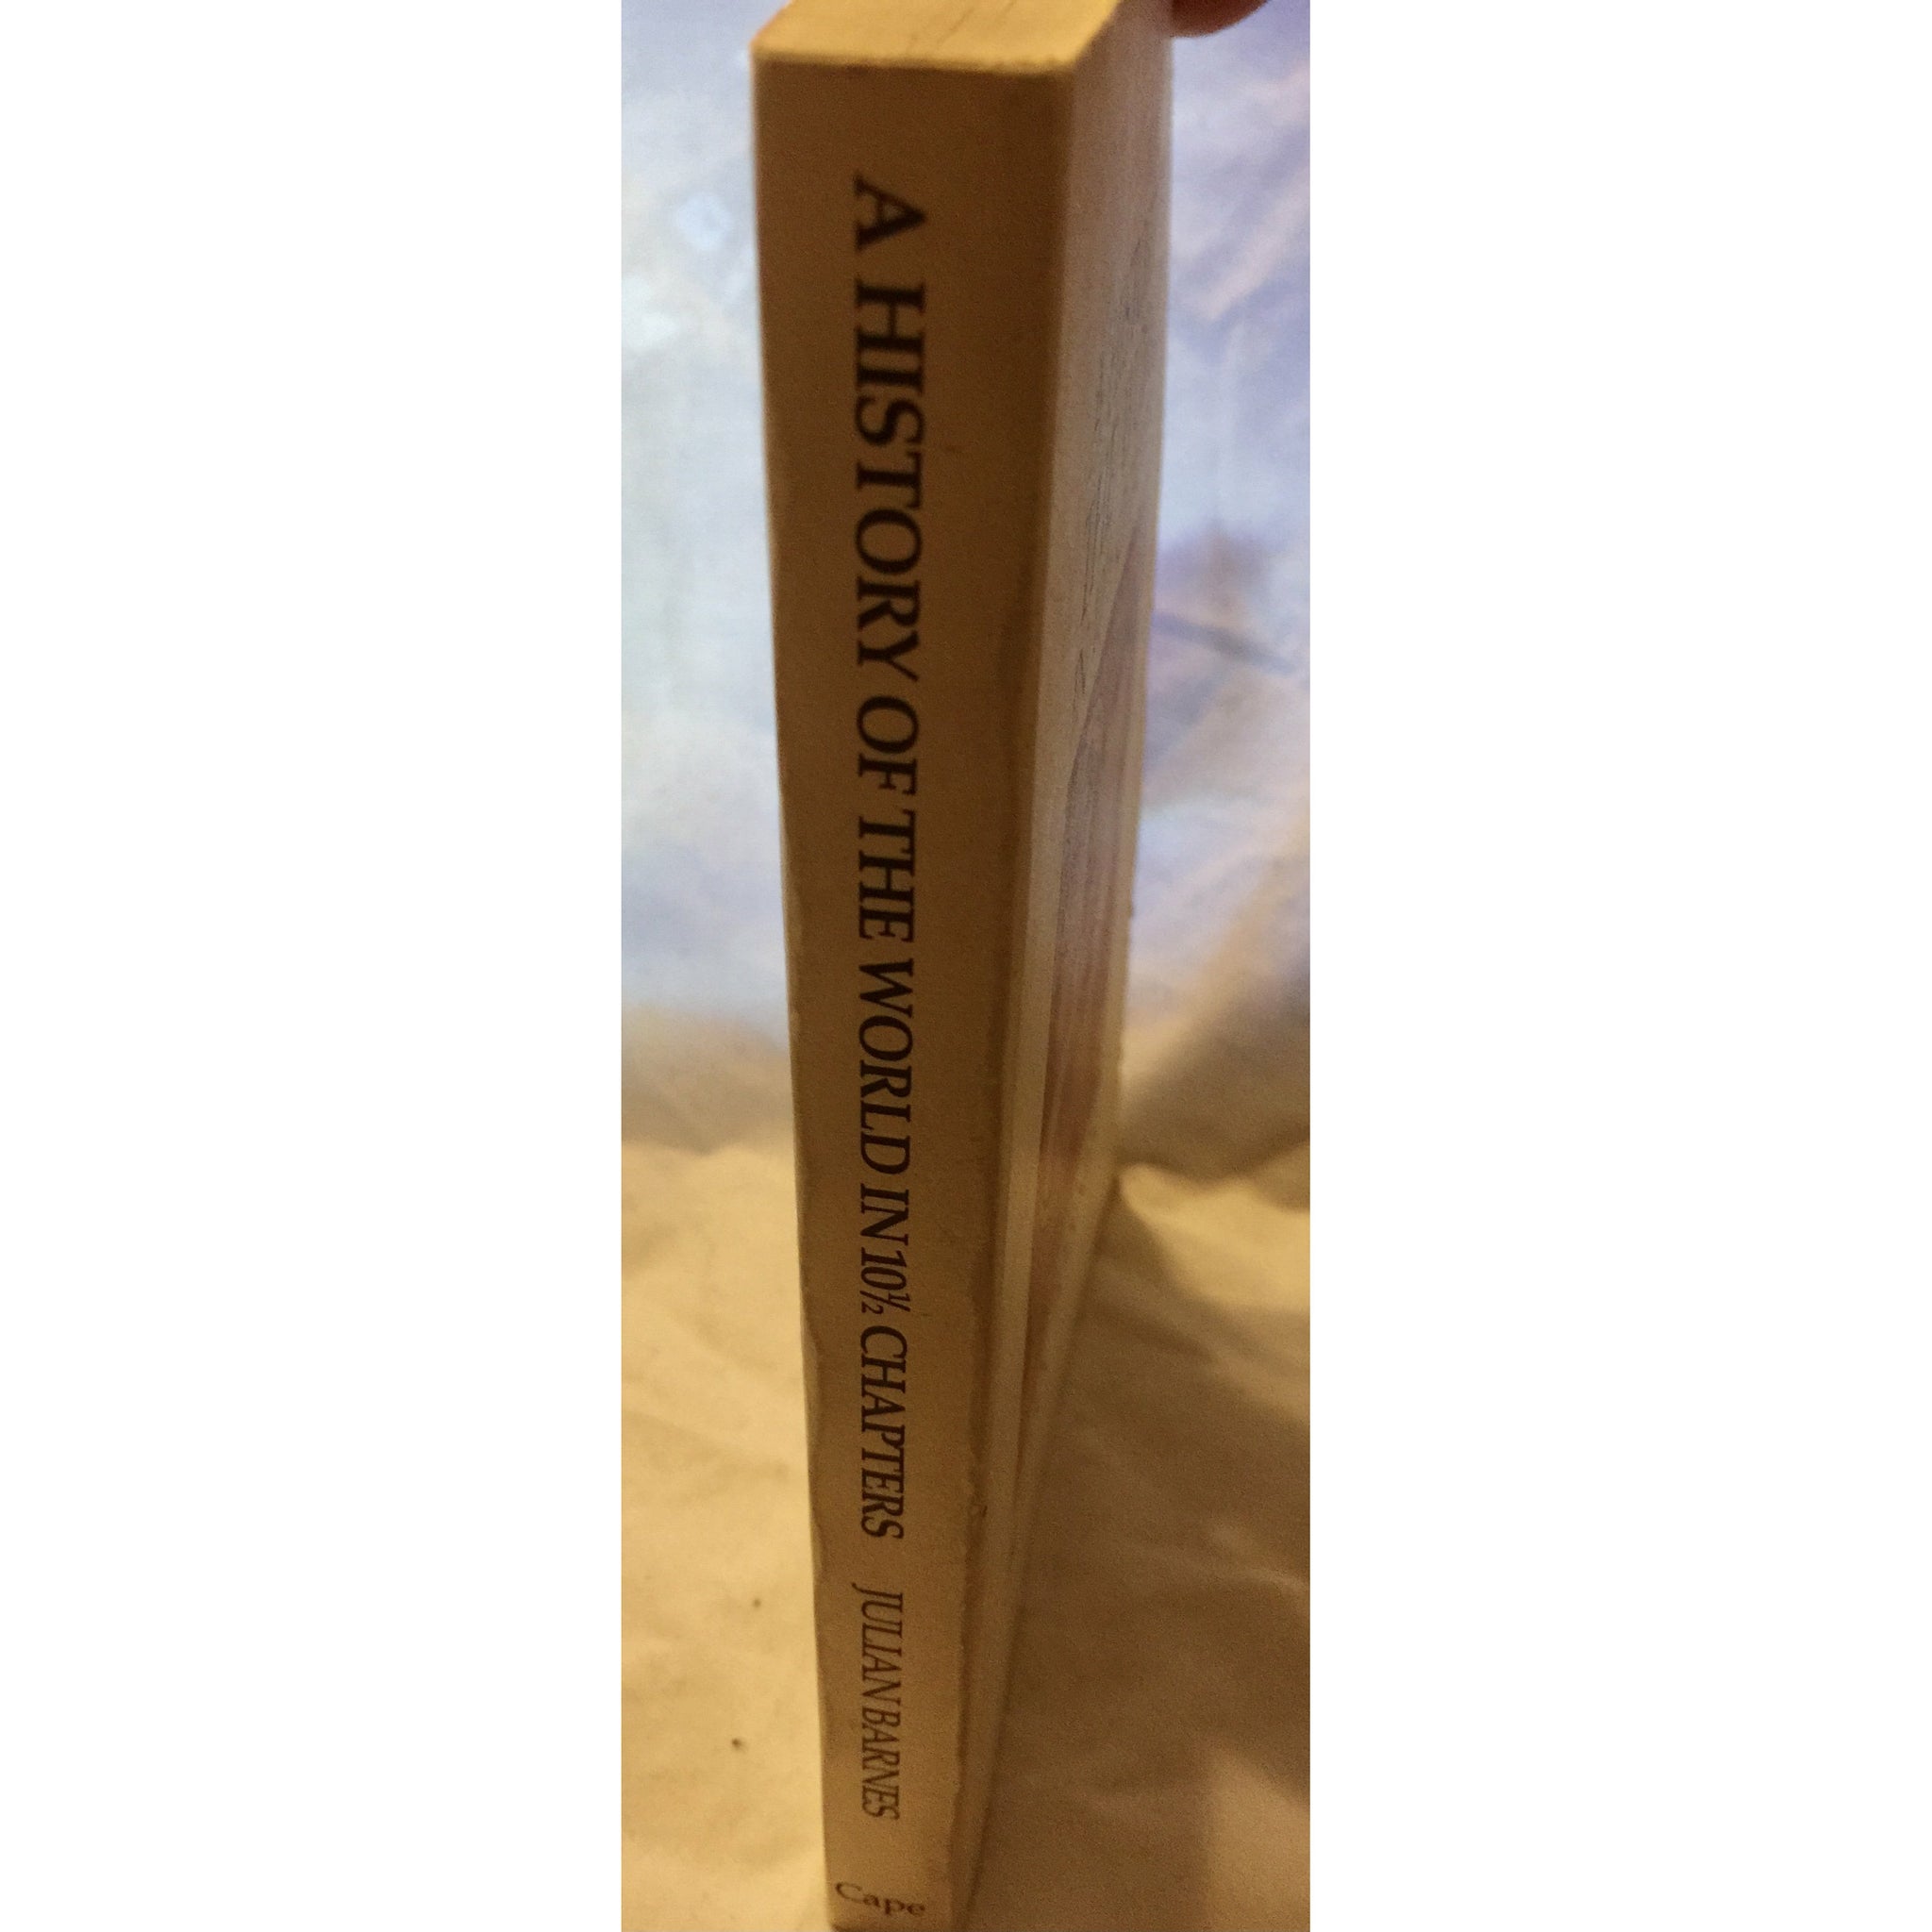 A HISTORY OF THE WORLD IN 10½ CHAPTERS JULIAN BARNES
Cape